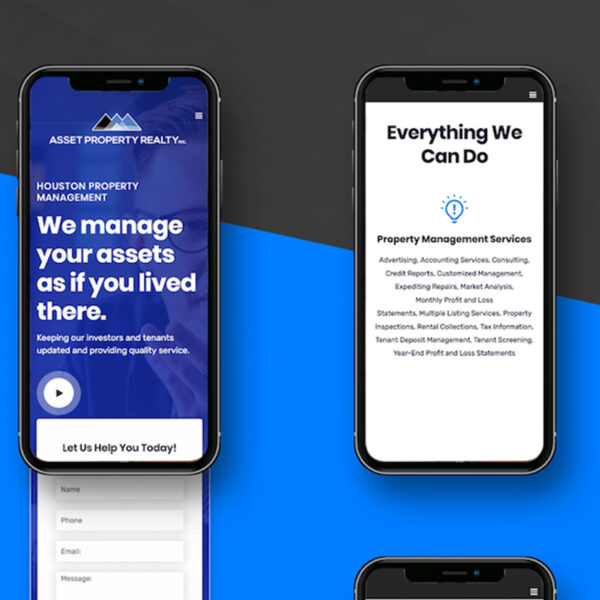 ASSET PROPERTY REALTY INC.
HOUSTON PROPERTY
MANAGEMENT
We manage
your assets
as if you lived
there.
Keeping our investors and tenants
updated and providing quality service.
Let Us Help You Today!
Name
Phone
Email:
Message:
Everything We
Can Do
Property Management Services
Advertising, Accounting Services, Consulting,
Credit Reports, Customized Management,
Expediting Repairs, Market Analysis,
Monthly Profit and Loss
Statements, Multiple Listing Services, Property
Inspections, Rental Collections, Tax Information,
Tenant Deposit Management, Tenant Screening,
Year-End Profit and Loss Statements